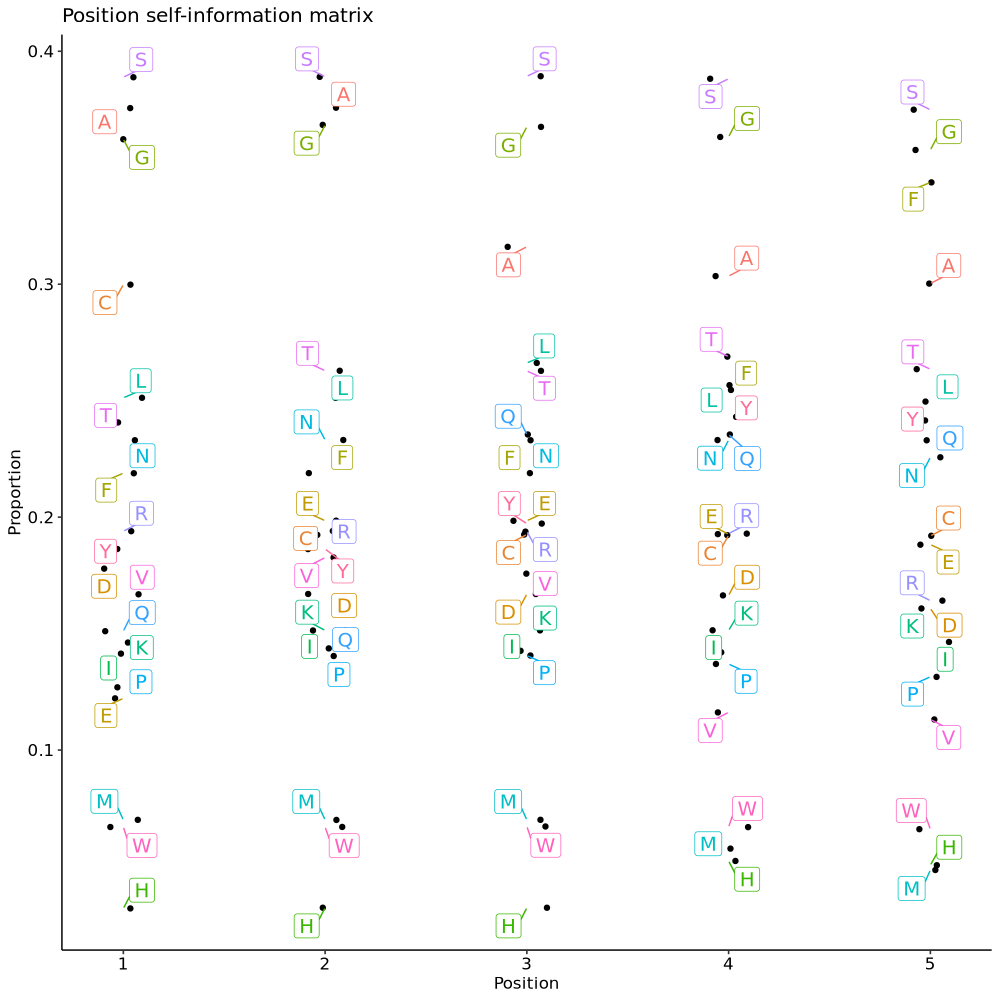 Position self-information matrix
0.4
0.3
0.2
0.1
Proportion
S
A
G
C
L
T
N
F
R
Y
V
D
Q
K
I
P
E
M
W
H
S
A
G
T
L
N
F
E
R
C
Y
V
D
K
Q
I
P
M
W
H
S
G
A
L
T
Q
N
F
Y
E
R
C
V
D
K
I
P
M
W
H
S
G
A
T
F
L
Y
N
Q
E
R
C
D
K
I
P
V
W
M
H
S
G
F
A
T
L
Y
Q
N
C
E
R
K
D
I
P
V
W
H
M
1
2
3
4
5
Position